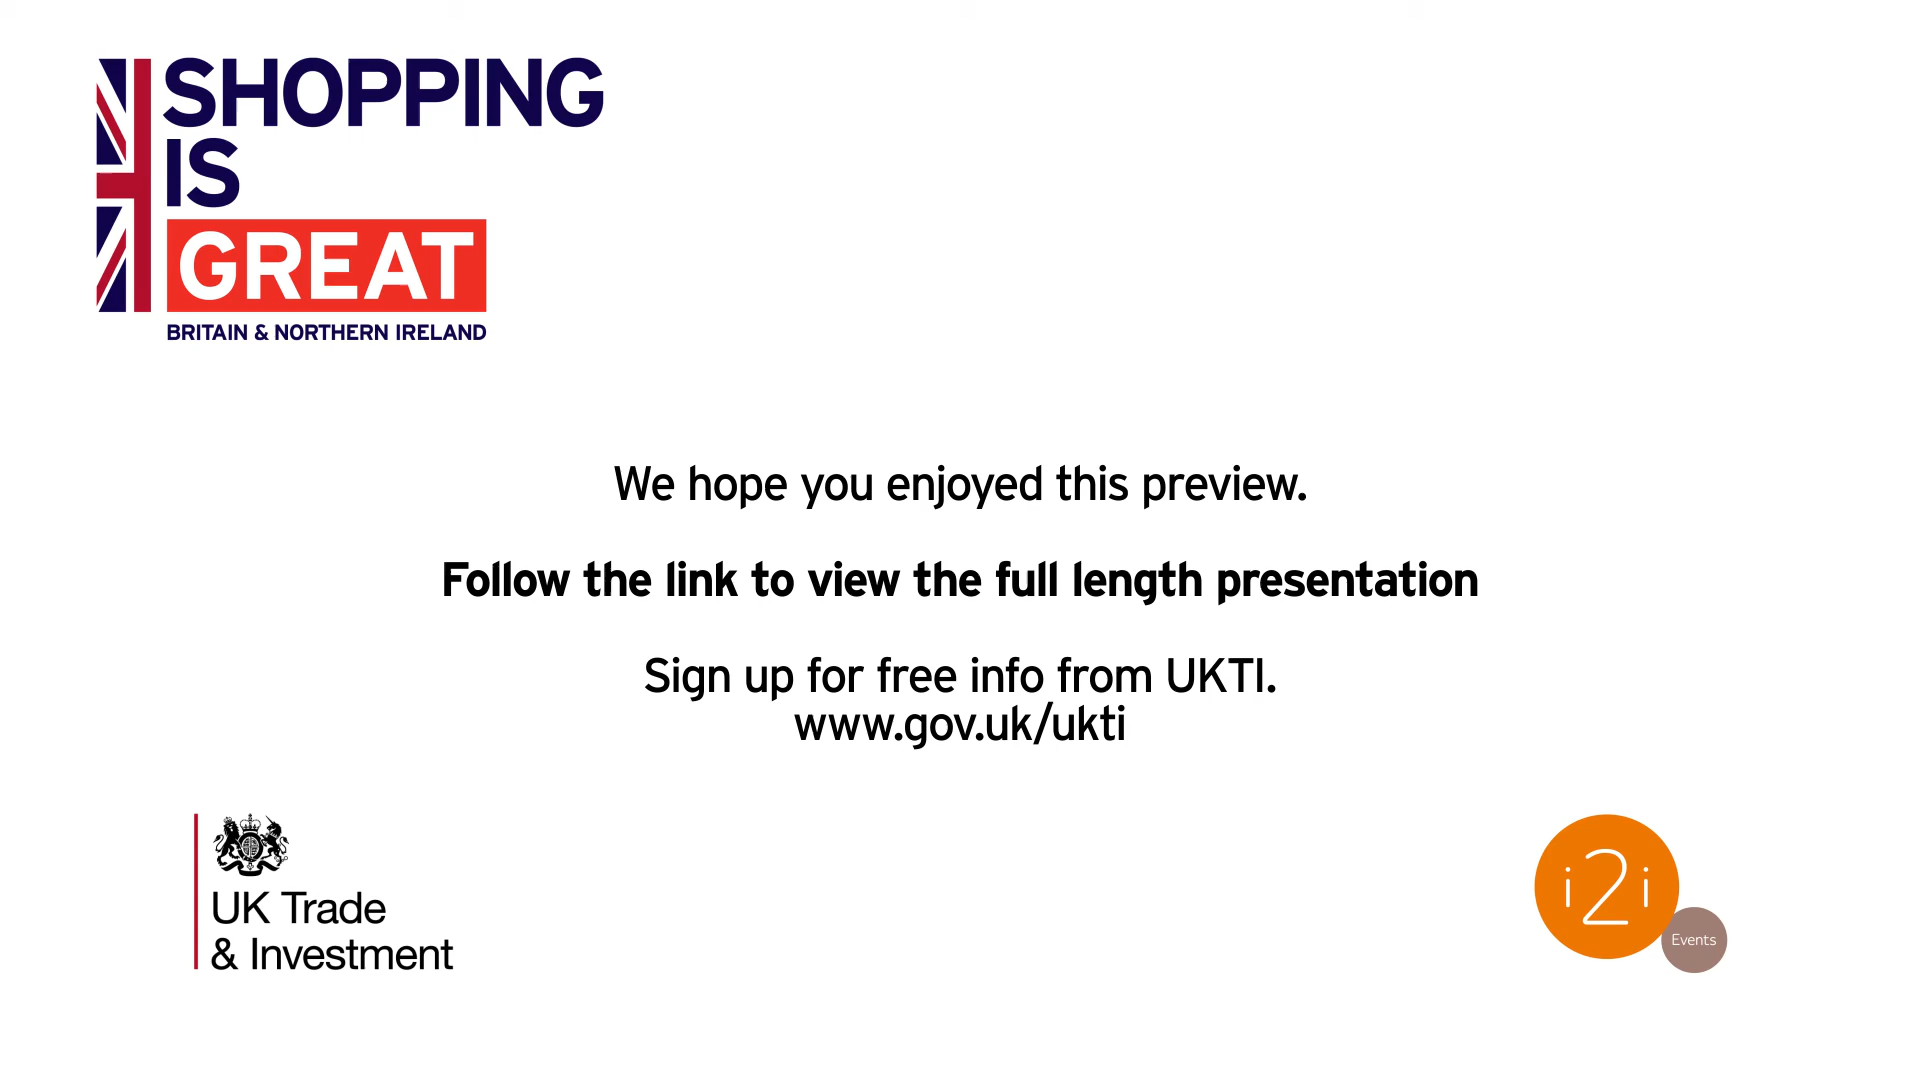 SHOPPING
IS
GREAT
BRITAIN & NORTHERN IRELAND
We hope you enjoyed this preview.
Follow the link to view the full length presentation
Sign up for free info from UKTI.
www.gov.uk/ukti
UK Trade
& Investment
i2i
Events